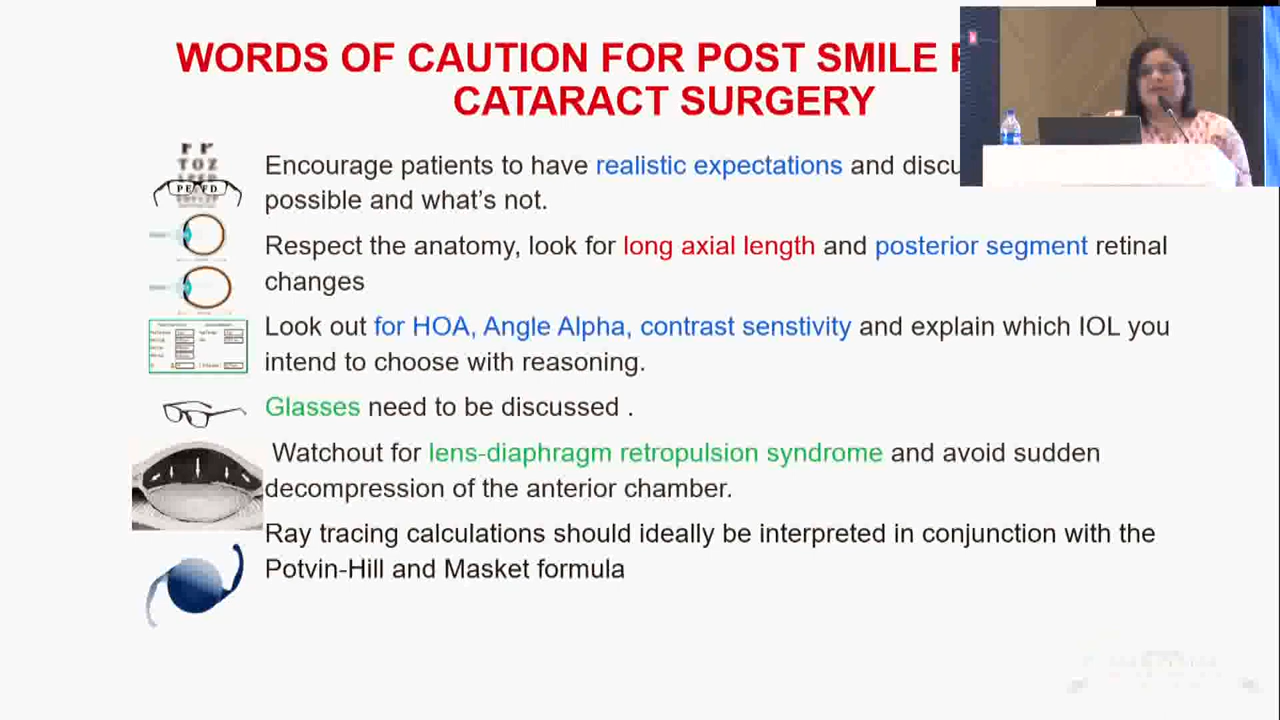 WORDS OF CAUTION FOR POST SMILE
CATARACT SURGERY
TOZ
Encourage patients to have realistic expectations and
possible and what's not.
Respect the anatomy, look for long axial length and posterior segment retinal
changes
Look out for HOA, Angle Alpha, contrast senstivity and explain which IOL you
intend to choose with reasoning.
Glasses need to be discussed .
Watchout for lens-diaphragm retropulsion syndrome and avoid sudden
decompression of the anterior chamber.
Ray tracing calculations should ideally be interpreted in conjunction with the
Potvin-Hill and Masket formula